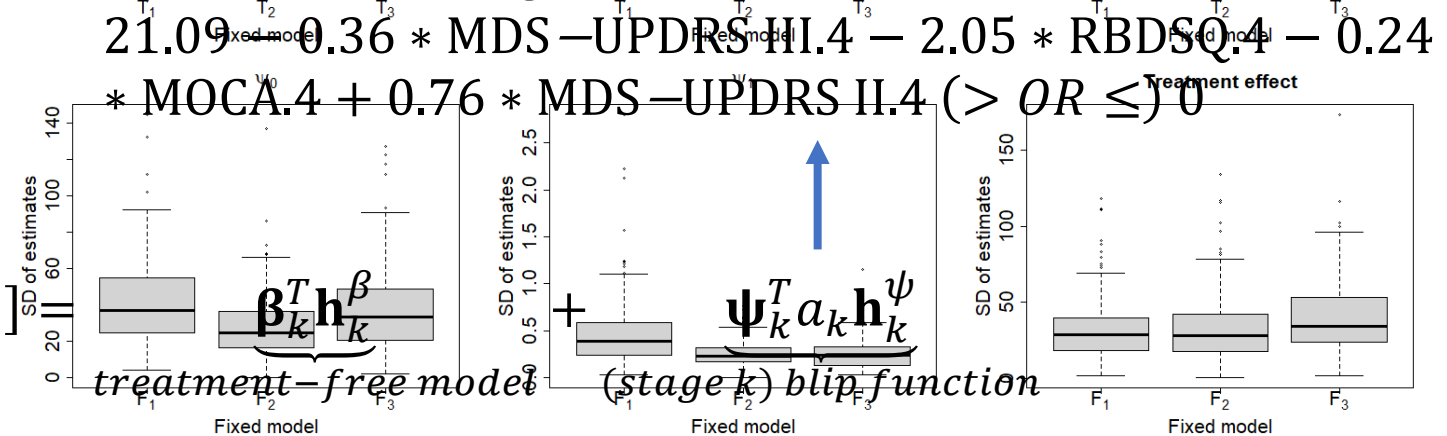 T1 T2 T3 T1 T2 T3 T1 T2 T3
Fixed model Fixed model Fixed model
21.09 − 0.36 ∗ MDS−UPDRS III.4 − 2.05 ∗ RBDSQ.4 − 0.24
∗ MOCA.4 + 0.76 ∗ MDS−UPDRS II.4 (> OR ≤) 0
ψ0 ψ1 Treatment effect
SD of estimates
0 20 60 100 140
SD of estimates
0.0 0.5 1.0 1.5 2.0 2.5
SD of estimates
0 50 100 150
] = β_k^T h_k^β + ψ_k^T a_k h_k^ψ
treatment−free model (stage k) blip function
F1 F2 F3 F1 F2 F3 F1 F2 F3
Fixed model Fixed model Fixed model